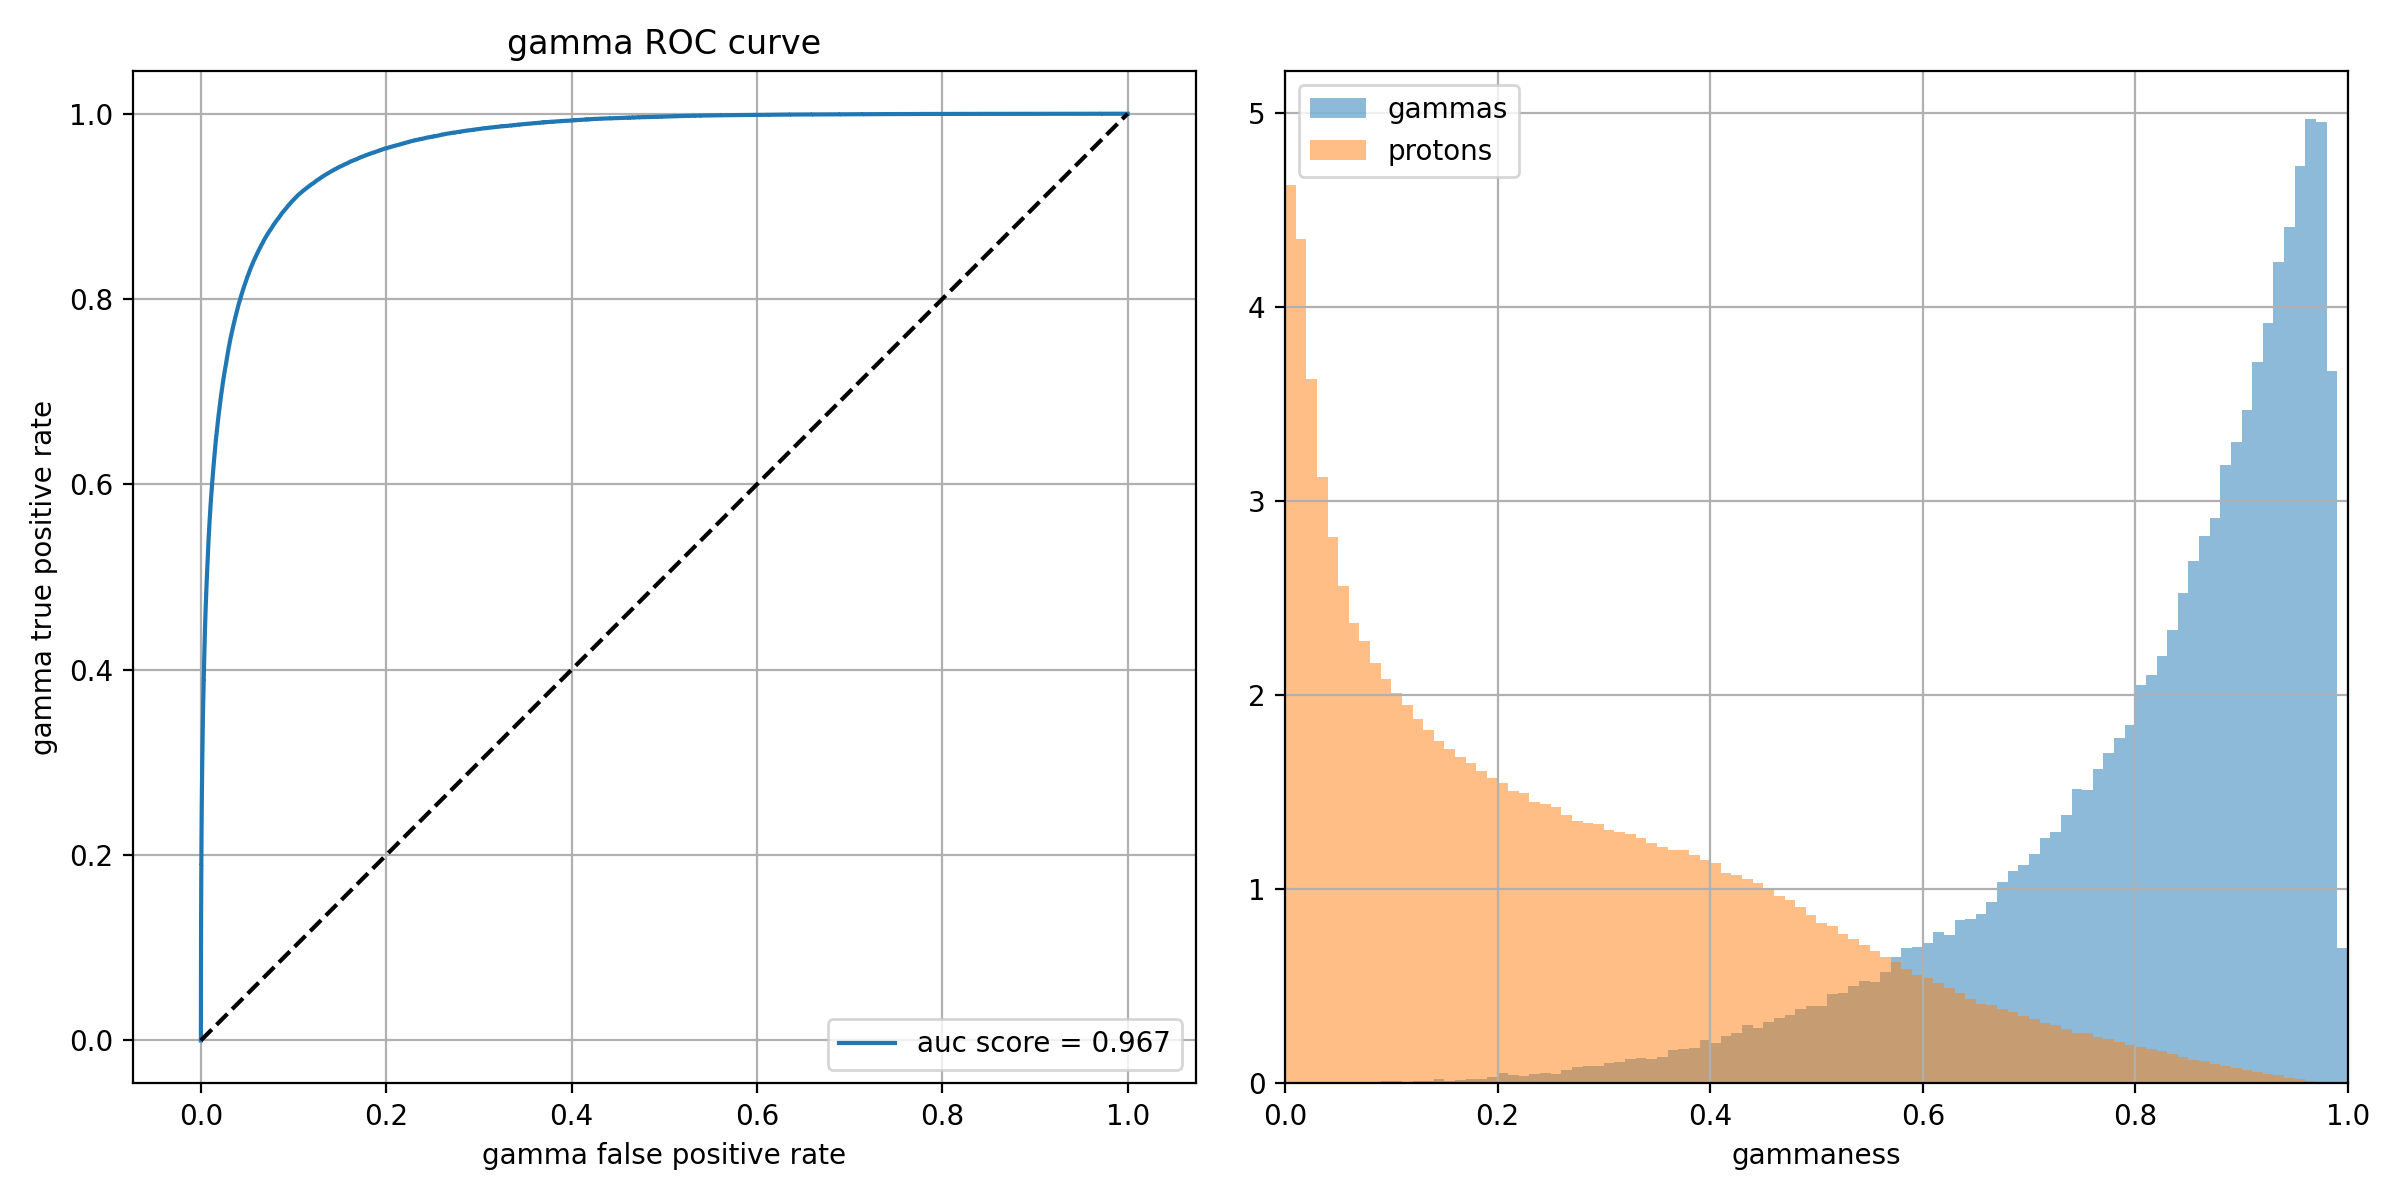 gamma ROC curve
gamma true positive rate
1.0
0.8
0.6
0.4
0.2
0.0
0.0 0.2 0.4 0.6 0.8 1.0
gamma false positive rate
auc score = 0.967
gammas
protons
5
4
3
2
1
0
0.0 0.2 0.4 0.6 0.8 1.0
gammaness